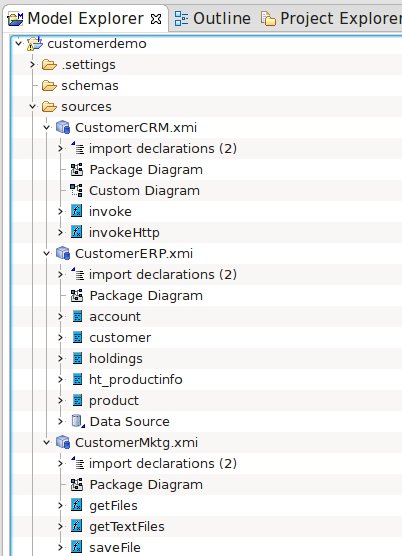 Model Explorer Outline Project Explorer
customerdemo
.settings
schemas
sources
CustomerCRM.xmi
import declarations (2)
Package Diagram
Custom Diagram
invoke
invokeHttp
CustomerERP.xmi
import declarations (2)
Package Diagram
account
customer
holdings
ht_productinfo
product
Data Source
CustomerMktg.xmi
import declarations (2)
Package Diagram
getFiles
getTextFiles
saveFile